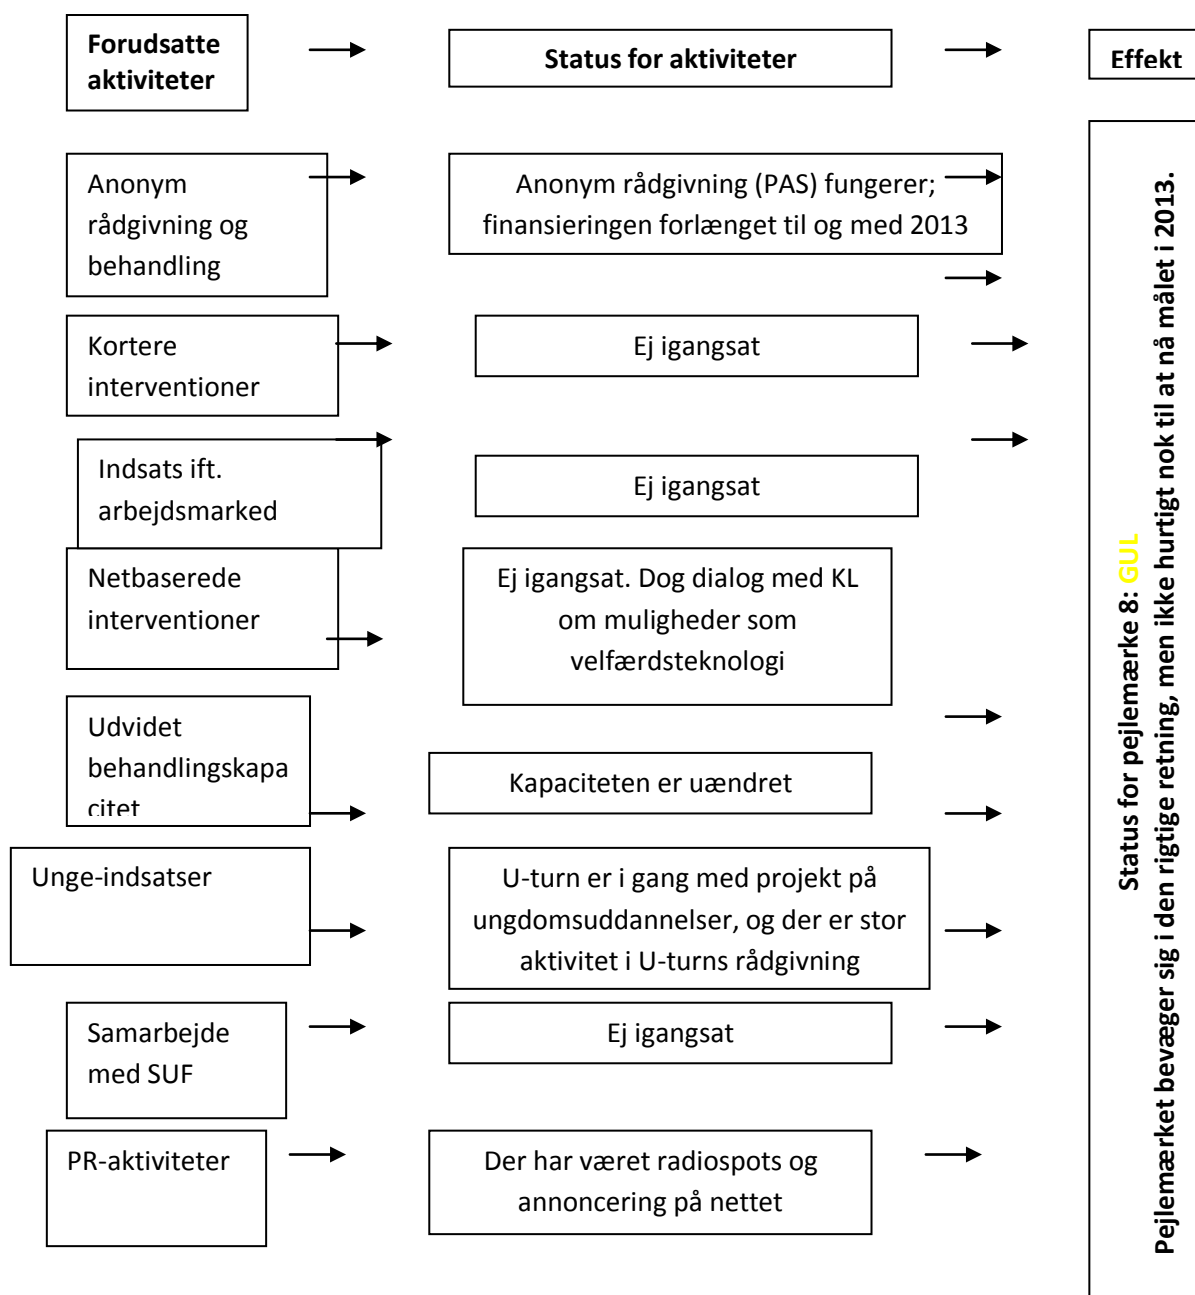 Forudsatte
aktiviteter
Status for aktiviteter
Effekt
Anonym
rådgivning og
behandling
Anonym rådgivning (PAS) fungerer;
finansieringen forlænget til og med 2013
Kortere
interventioner
Ej igangsat
Indsats ift.
arbejdsmarked
Ej igangsat
Netbaserede
interventioner
Ej igangsat. Dog dialog med KL
om muligheder som
velfærdsteknologi
Udvidet
behandlingskapa
citet
Kapaciteten er uændret
Unge-indsatser
U-turn er i gang med projekt på
ungdomsuddannelser, og der er stor
aktivitet i U-turns rådgivning
Samarbejde
med SUF
Ej igangsat
PR-aktiviteter
Der har været radiospots og
annoncering på nettet
Status for pejlemærke 8: GUL
Pejlemærket bevæger sig i den rigtige retning, men ikke hurtigt nok til at nå målet i 2013.